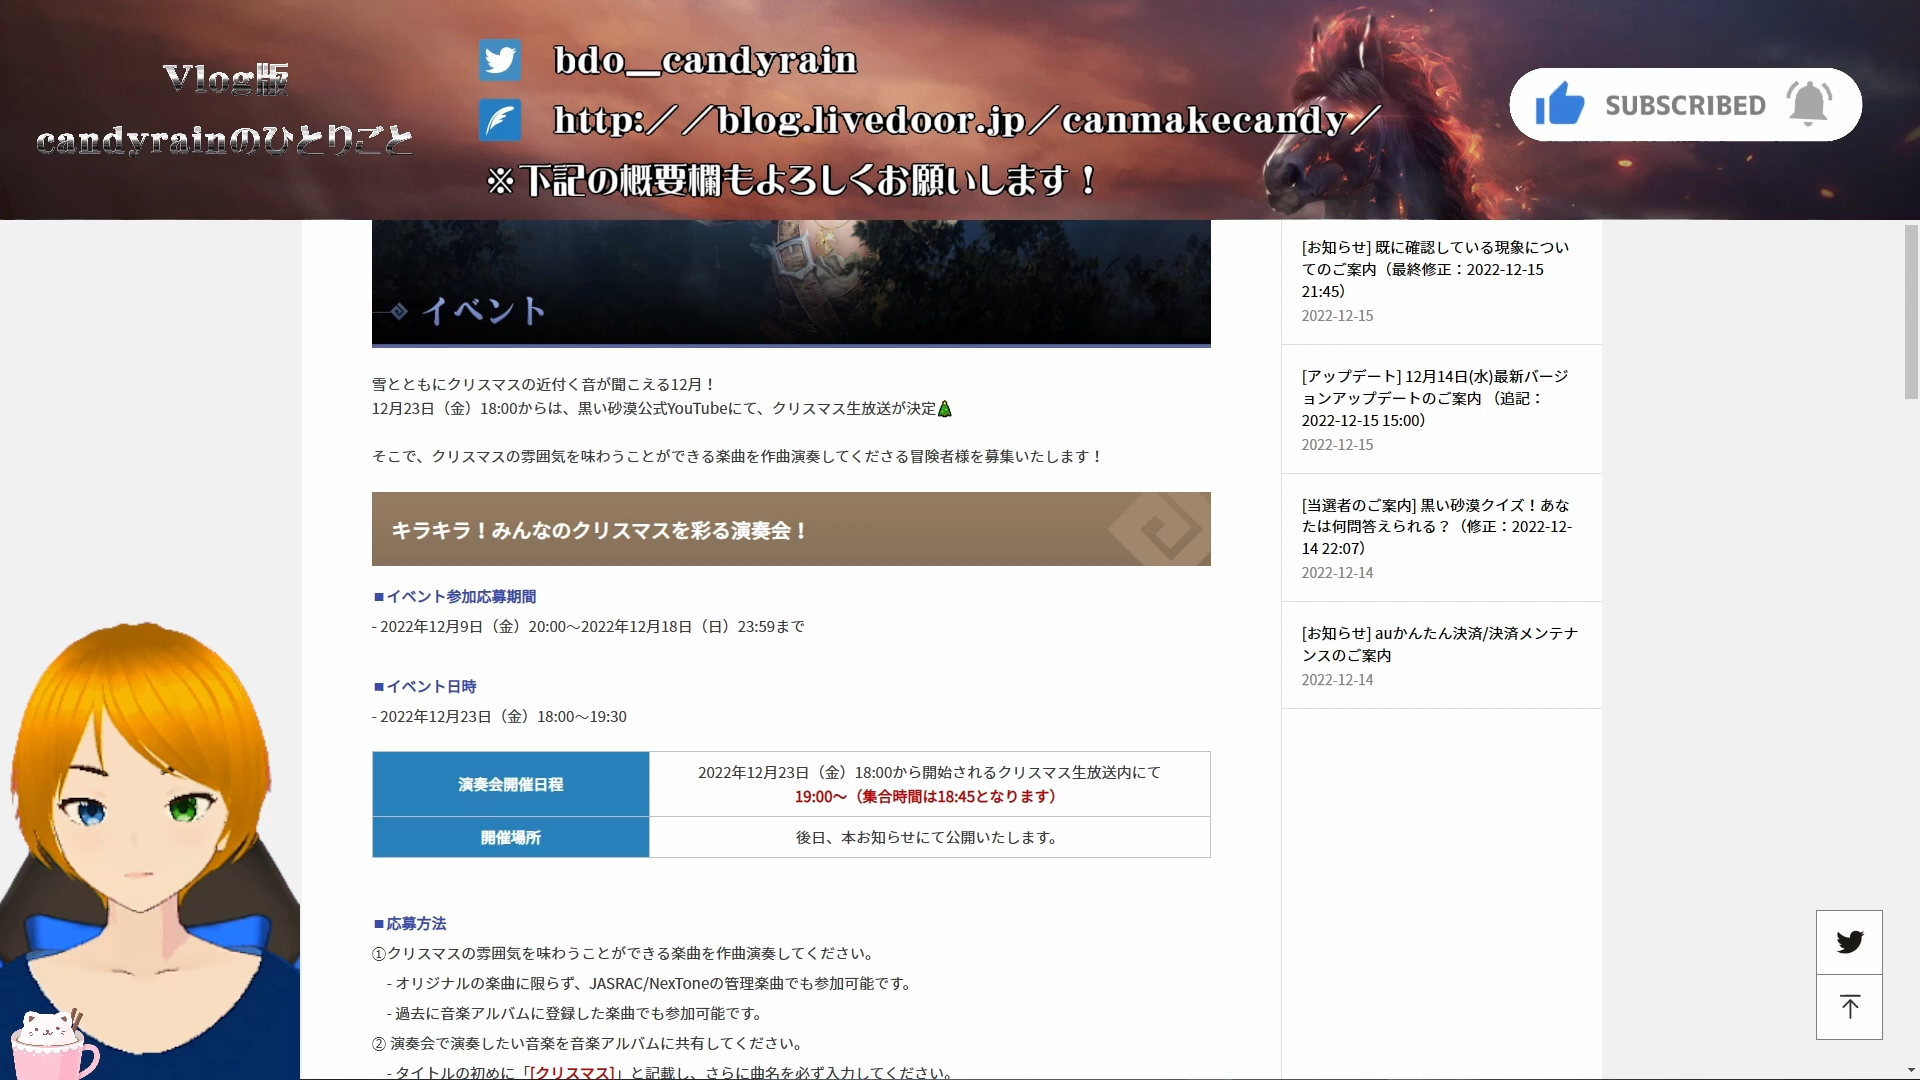 Vlog版
candyrainのひとりごと
bdo__candyrain
http://blog.livedoor.jp/canmakecandy/
※下記の概要欄もよろしくお願いします！
SUBSCRIBED
イベント
雪とともにクリスマスの近付く音が聞こえる12月！
12月23日（金）18:00からは、黒い砂漠公式YouTubeにて、クリスマス生放送が決定🎄
そこで、クリスマスの雰囲気を味わうことができる楽曲を作曲演奏してくださる冒険者様を募集いたします！
キラキラ！みんなのクリスマスを彩る演奏会！
■イベント参加応募期間
- 2022年12月9日（金）20:00～2022年12月18日（日）23:59まで
■イベント日時
- 2022年12月23日（金）18:00～19:30
演奏会開催日程
2022年12月23日（金）18:00から開始されるクリスマス生放送内にて
19:00～（集合時間は18:45となります）
開催場所
後日、本お知らせにて公開いたします。
■応募方法
①クリスマスの雰囲気を味わうことができる楽曲を作曲演奏してください。
- オリジナルの楽曲に限らず、JASRAC/NexToneの管理楽曲でも参加可能です。
- 過去に音楽アルバムに登録した楽曲でも参加可能です。
② 演奏会で演奏したい音楽を音楽アルバムに共有してください。
- タイトルの初めに「[クリスマス]」と記載し、さらに曲名を必ず入力してください。
[お知らせ] 既に確認している現象につい
てのご案内（最終修正：2022-12-15
21:45）
2022-12-15
[アップデート] 12月14日(水)最新バージ
ョンアップデートのご案内 （追記：
2022-12-15 15:00）
2022-12-15
[当選者のご案内] 黒い砂漠クイズ！あな
たは何問答えられる？（修正：2022-12-
14 22:07）
2022-12-14
[お知らせ] auかんたん決済/決済メンテナ
ンスのご案内
2022-12-14